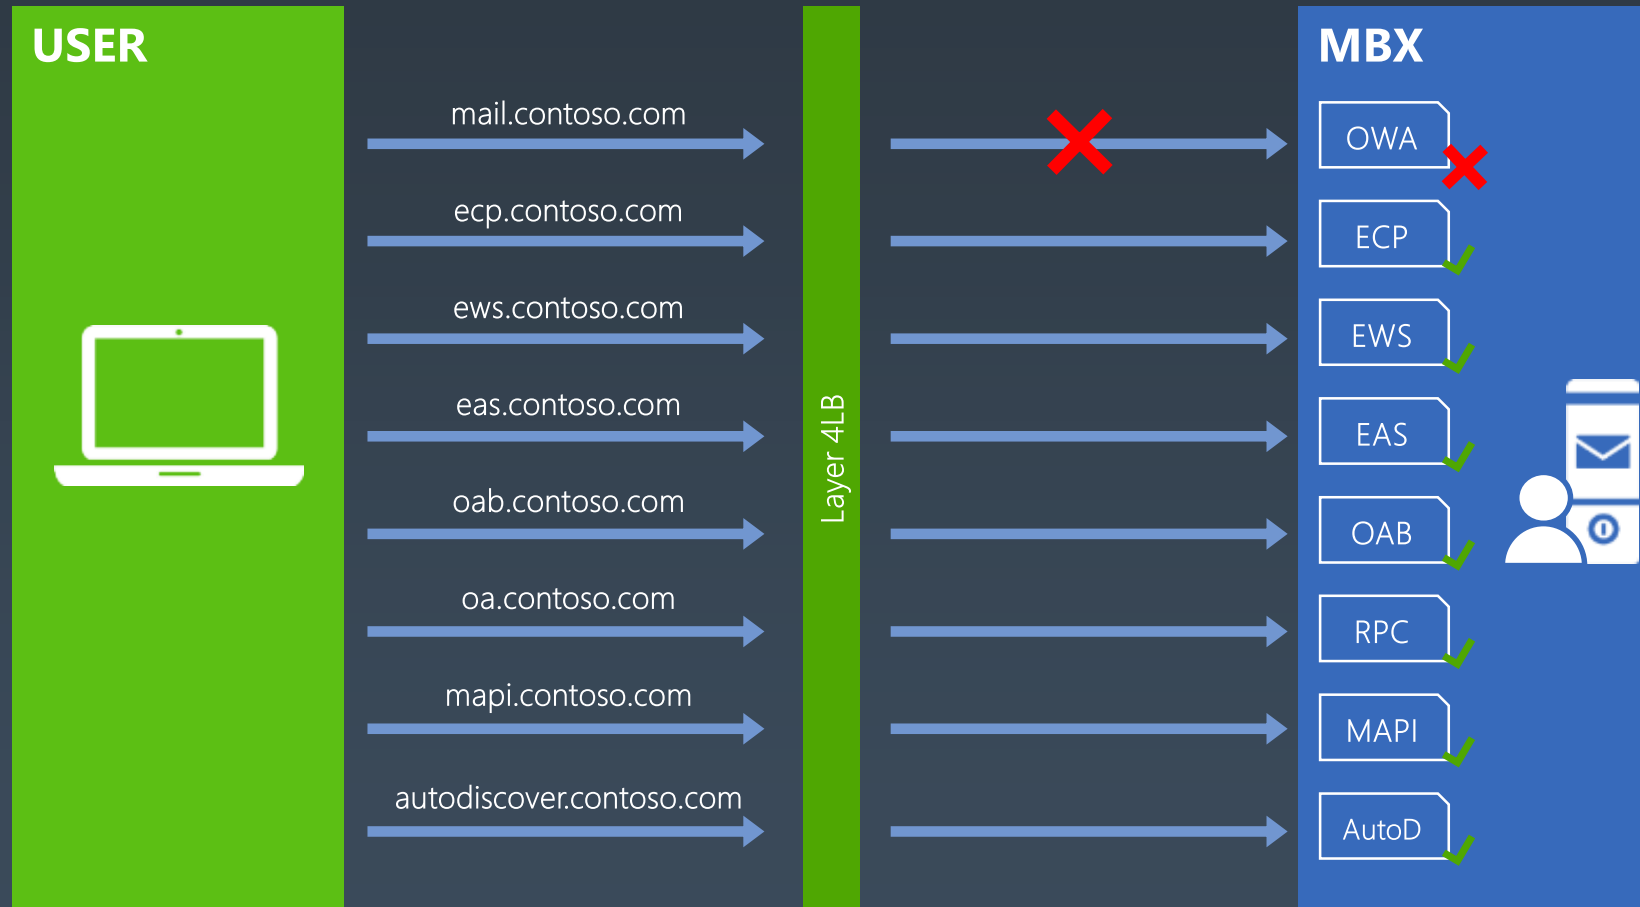 USER
MBX
mail.contoso.com
OWA
ecp.contoso.com
ECP
ews.contoso.com
EWS
eas.contoso.com
EAS
Layer 4LB
oab.contoso.com
OAB
oa.contoso.com
RPC
mapi.contoso.com
MAPI
autodiscover.contoso.com
AutoD